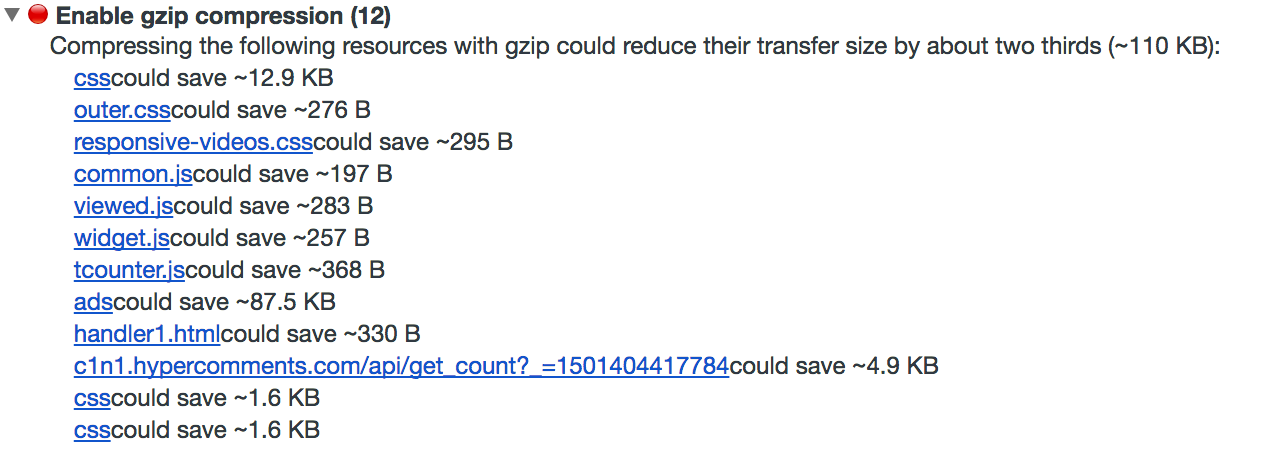 Enable gzip compression (12)
Compressing the following resources with gzip could reduce their transfer size by about two thirds (~110 KB):
csscould save ~12.9 KB
outer.csscould save ~276 B
responsive-videos.csscould save ~295 B
common.jscould save ~197 B
viewed.jscould save ~283 B
widget.jscould save ~257 B
tcounter.jscould save ~368 B
adscould save ~87.5 KB
handler1.htmlcould save ~330 B
c1n1.hypercomments.com/api/get_count?_=1501404417784could save ~4.9 KB
csscould save ~1.6 KB
csscould save ~1.6 KB